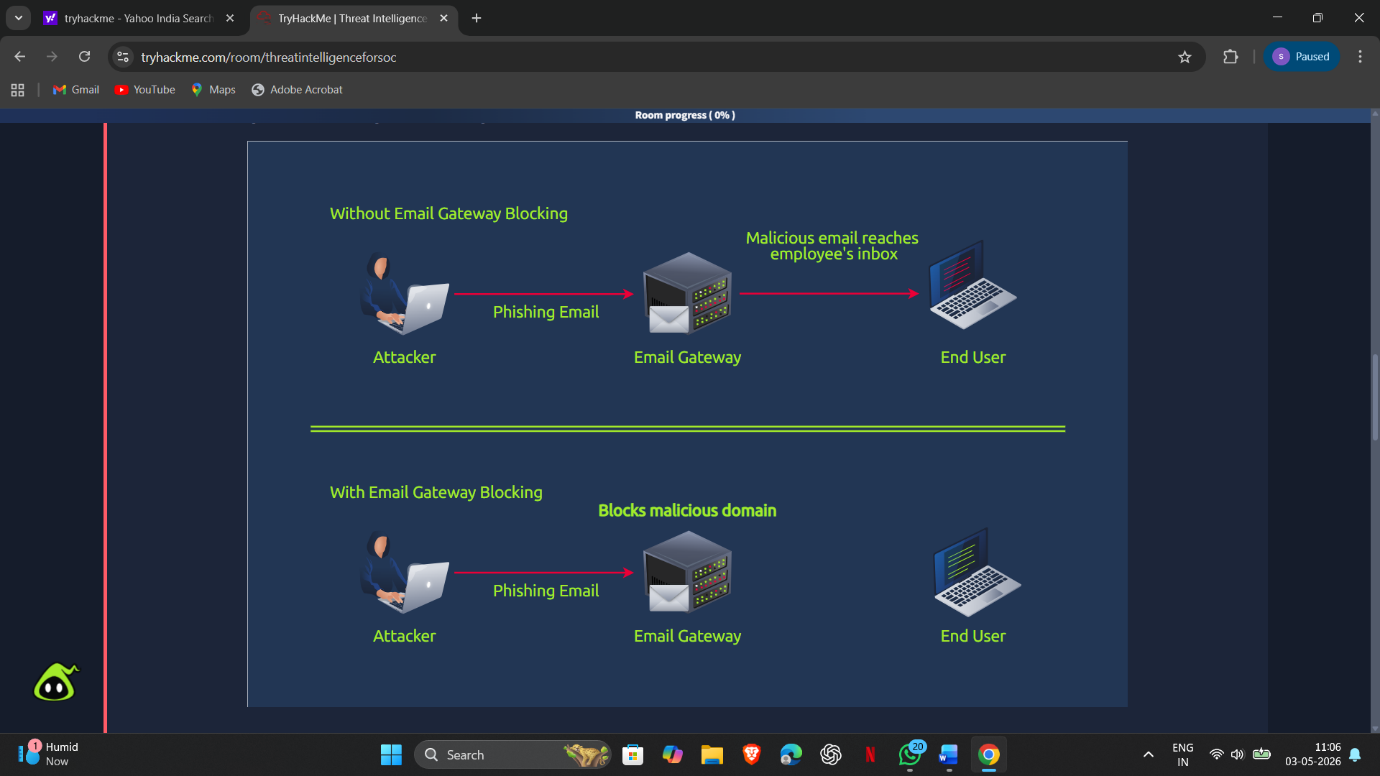 tryhackme - Yahoo India Search
TryHackMe | Threat Intelligence
tryhackme.com/room/threatintelligenceforsoc
S
Paused
Gmail
YouTube
Maps
Adobe Acrobat
Room progress ( 0% )
Without Email Gateway Blocking
Malicious email reaches
employee's inbox
Phishing Email
Attacker
Email Gateway
End User
With Email Gateway Blocking
Blocks malicious domain
Phishing Email
Attacker
Email Gateway
End User
1
Humid
Now
Search
N
20
W
ENG
IN
11:06
03-05-2026